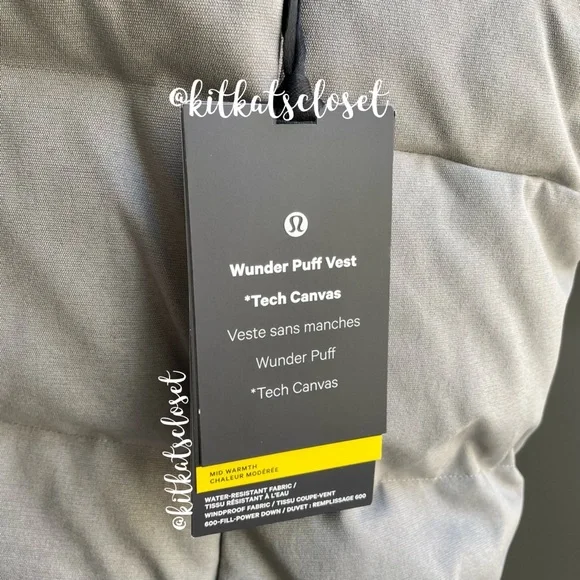 @kitkatscloset
Wunder Puff Vest
*Tech Canvas
Veste sans manches
Wunder Puff
*Tech Canvas
MID WARMTH
CHALEUR MODÉRÉE
WATER-RESISTANT FABRIC /
TISSU RÉSISTANT À L'EAU
WINDPROOF FABRIC / TISSU COUPE-VENT
600-FILL-POWER DOWN / DUVET : REMPLISSAGE 600
@kitkatscloset